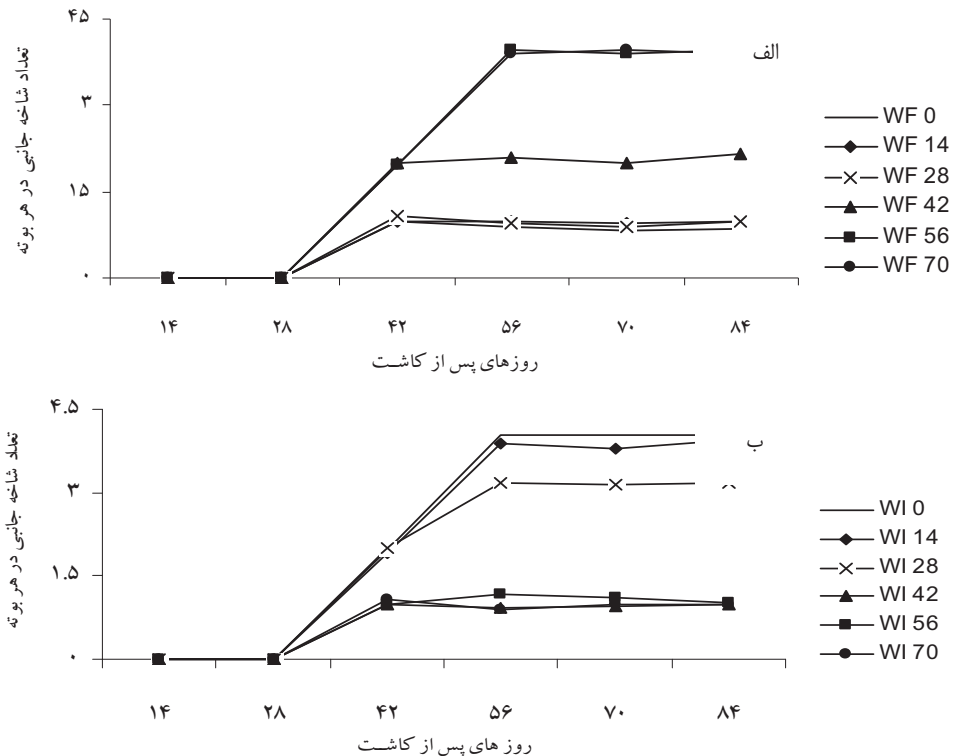 تعداد شاخه جانبی در هر بوته
۴۵
۳
۱۵
۰
الف
WF 0
WF 14
WF 28
WF 42
WF 56
WF 70
۱۴ ۲۸ ۴۲ ۵۶ ۷۰ ۸۴
روزهای پس از کاشت
تعداد شاخه جانبی در هر بوته
۴.۵
۳
۱.۵
۰
ب
WI 0
WI 14
WI 28
WI 42
WI 56
WI 70
۱۴ ۲۸ ۴۲ ۵۶ ۷۰ ۸۴
روز های پس از کاشت